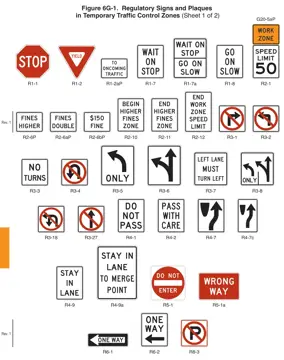 Figure 6G-1. Regulatory Signs and Plaques
in Temporary Traffic Control Zones (Sheet 1 of 2)
G20-5aP
WORK
ZONE
STOP
YIELD
TO
ONCOMING
TRAFFIC
WAIT
ON
STOP
WAIT ON
STOP
GO ON
SLOW
GO
ON
SLOW
SPEED
LIMIT
50
R1-1
R1-2
R1-2aP
R1-7
R1-7a
R1-8
R2-1
Rev. 1
FINES
HIGHER
FINES
DOUBLE
$150
FINE
BEGIN
HIGHER
FINES
ZONE
END
HIGHER
FINES
ZONE
END
WORK
ZONE
SPEED
LIMIT
R2-6P
R2-6aP
R2-6bP
R2-10
R2-11
R2-12
R3-1
R3-2
NO
TURNS
ONLY
LEFT LANE
MUST
TURN LEFT
ONLY
R3-3
R3-4
R3-5
R3-6
R3-7
R3-8
DO
NOT
PASS
PASS
WITH
CARE
R3-18
R3-27
R4-1
R4-2
R4-7
R4-7c
STAY
IN
LANE
STAY IN
LANE
TO MERGE
POINT
DO NOT
ENTER
WRONG
WAY
R4-9
R4-9a
R5-1
R5-1a
Rev. 1
ONE WAY
ONE
WAY
P
R6-1
R6-2
R8-3